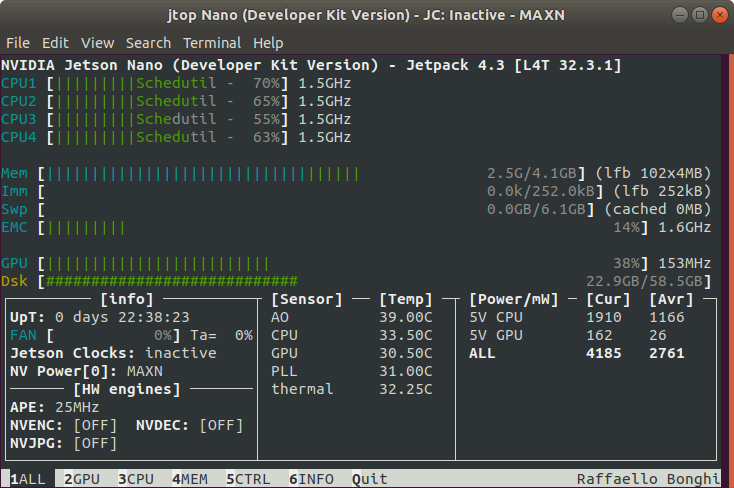 jtop Nano (Developer Kit Version) - JC: Inactive - MAXN
File Edit View Search Terminal Help
NVIDIA Jetson Nano (Developer Kit Version) - Jetpack 4.3 [L4T 32.3.1]
CPU1 [|||||||||Schedutil - 70%] 1.5GHz
CPU2 [|||||||||Schedutil - 65%] 1.5GHz
CPU3 [|||||||||Schedutil - 55%] 1.5GHz
CPU4 [|||||||||Schedutil - 63%] 1.5GHz
Mem [||||||||||||||||||||||||||||||||||| 2.5G/4.1GB] (lfb 102x4MB)
Imm [ 0.0k/252.0kB] (lfb 252kB)
Swp [ 0.0GB/6.1GB] (cached 0MB)
EMC [||||||||| 14%] 1.6GHz
GPU [||||||||||||||||||||||||| 38%] 153MHz
Dsk [############################ 22.9GB/58.5GB]
[info] [Sensor] [Temp] [Power/mW] [Cur] [Avr]
UpT: 0 days 22:38:23 AO 39.00C 5V CPU 1910 1166
FAN [ 0%] Ta= 0% CPU 33.50C 5V GPU 162 26
Jetson Clocks: inactive GPU 30.50C ALL 4185 2761
NV Power[0]: MAXN PLL 31.00C
[HW engines] thermal 32.25C
APE: 25MHz
NVENC: [OFF] NVDEC: [OFF]
NVJPG: [OFF]
1ALL 2GPU 3CPU 4MEM 5CTRL 6INFO Quit Raffaello Bonghi